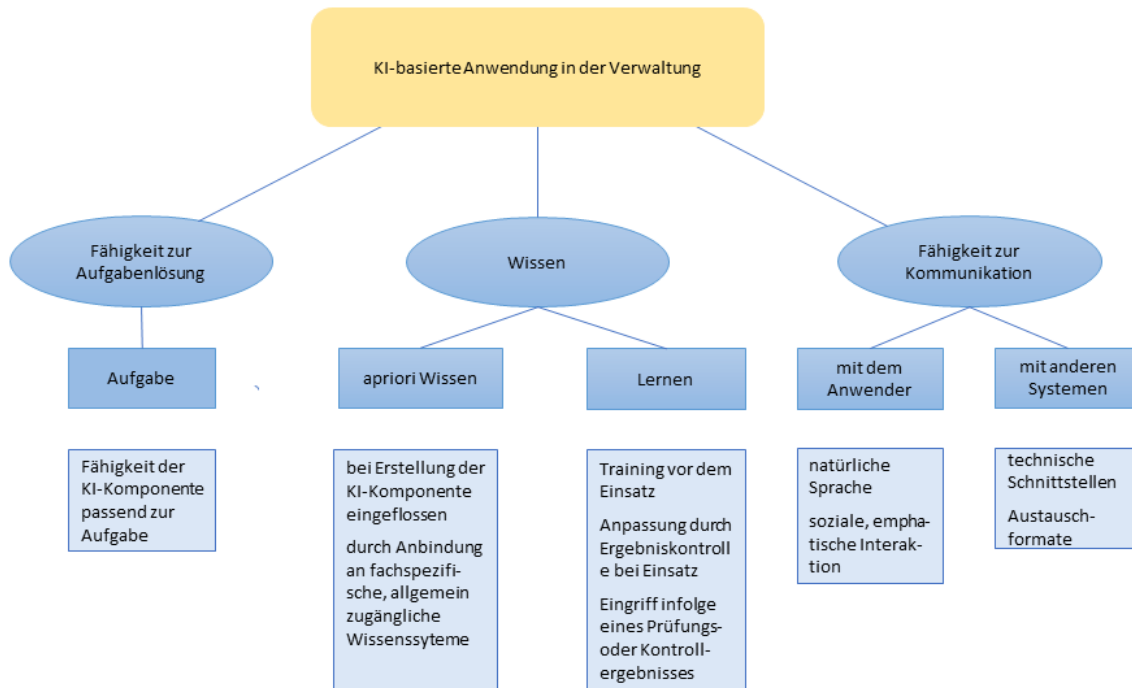 KI-basierte Anwendung in der Verwaltung
Fähigkeit zur
Aufgabenlösung
Wissen
Fähigkeit zur
Kommunikation
Aufgabe
apriori Wissen
Lernen
mit dem
Anwender
mit anderen
Systemen
Fähigkeit der
KI-Komponente
passend zur
Aufgabe
bei Erstellung der
KI-Komponente
eingeflossen
durch Anbindung
an fachspezifi-
sche, allgemein
zugängliche
Wissenssyteme
Training vor dem
Einsatz
Anpassung durch
Ergebniskontroll
e bei Einsatz
Eingriff infolge
eines Prüfungs-
oder Kontroll-
ergebnisses
natürliche
Sprache
soziale, empha-
tische Interak-
tion
technische
Schnittstellen
Austausch-
formate